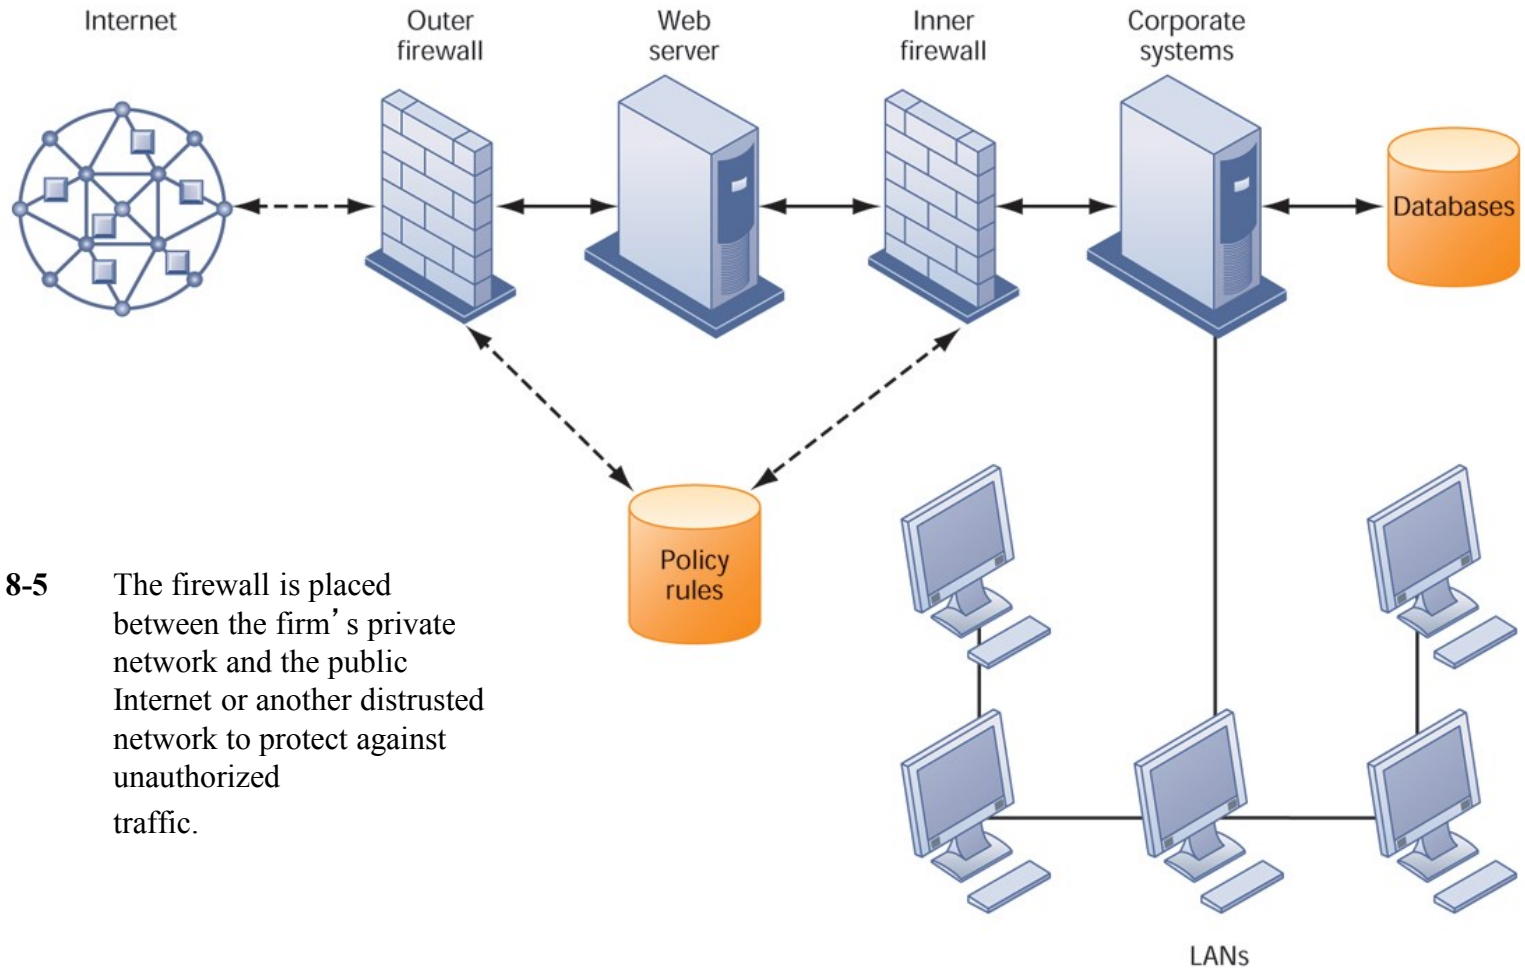 Internet
Outer
firewall
Web
server
Inner
firewall
Corporate
systems
Databases
Policy
rules
8-5 The firewall is placed
between the firm’s private
network and the public
Internet or another distrusted
network to protect against
unauthorized
traffic.
LANs